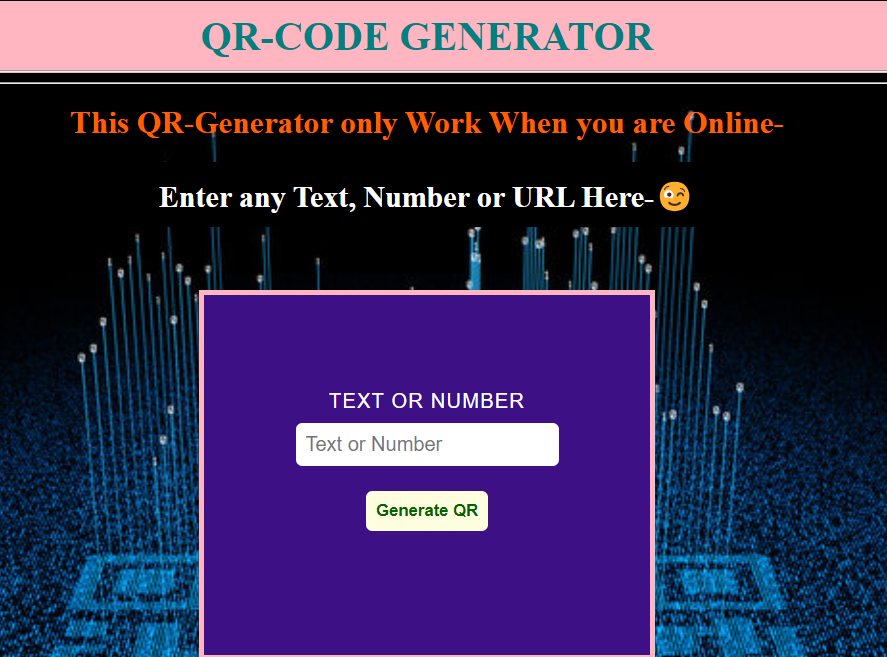 QR-CODE GENERATOR
This QR-Generator only Work When you are Online-
Enter any Text, Number or URL Here-😉
TEXT OR NUMBER
Text or Number
Generate QR